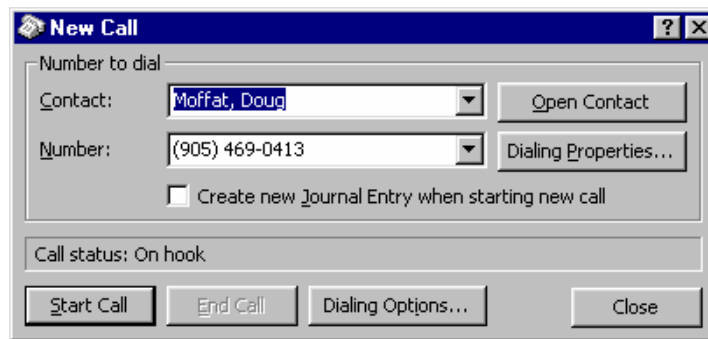 New Call
Number to dial
Contact: Moffat, Doug Open Contact
Number: (905) 469-0413 Dialing Properties...
Create new Journal Entry when starting new call
Call status: On hook
Start Call End Call Dialing Options... Close